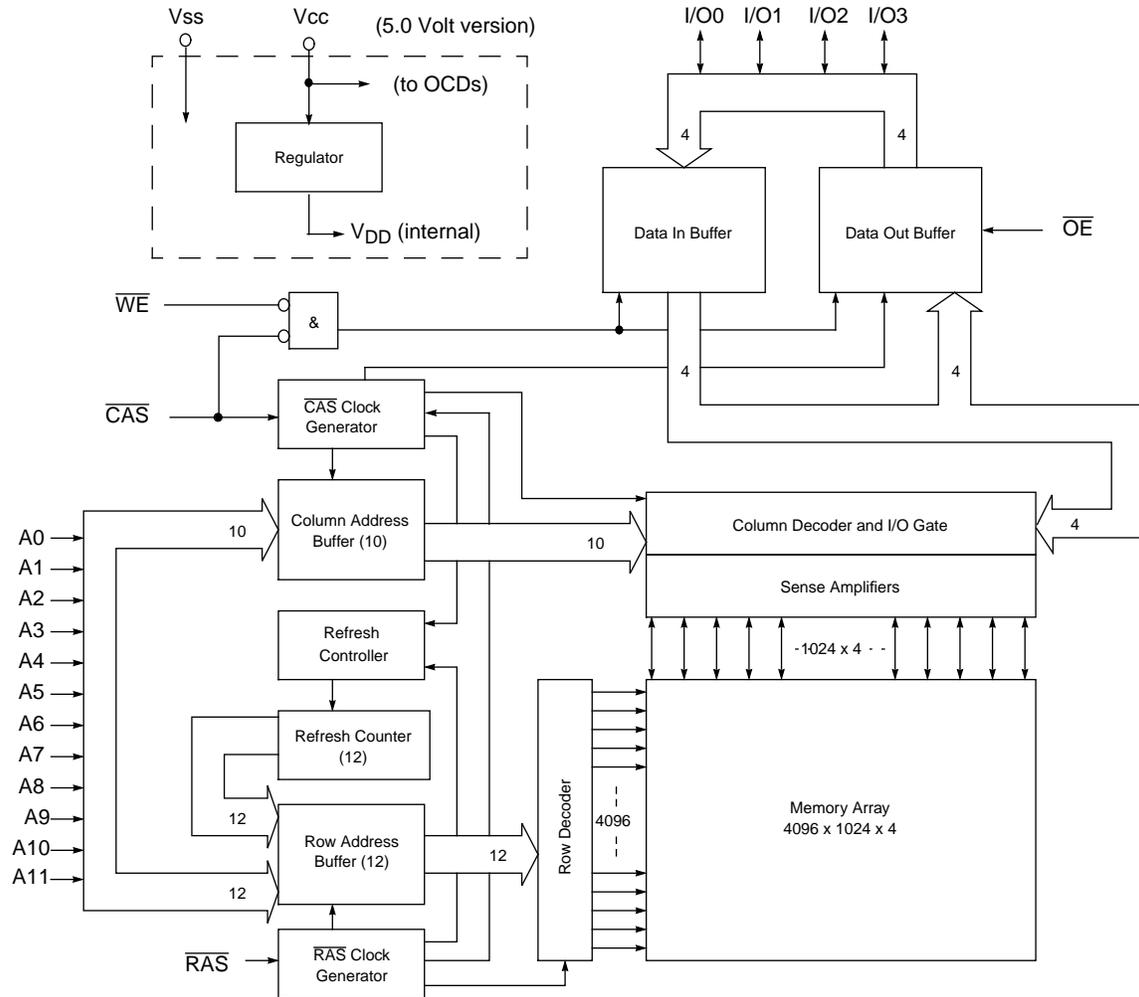 Vss Vcc (5.0 Volt version)
(to OCDs)
Regulator
VDD (internal)
I/O0 I/O1 I/O2 I/O3
4 4
Data In Buffer
Data Out Buffer
OE
WE
&
CAS
CAS Clock
Generator
4 4
Column Address
Buffer (10)
10
10
Column Decoder and I/O Gate
4
Sense Amplifiers
1024 x 4
A0
A1
A2
A3
A4
A5
A6
A7
A8
A9
A10
A11
Refresh
Controller
Refresh Counter
(12)
12
Row Address
Buffer (12)
12
12
Row Decoder
4096
Memory Array
4096 x 1024 x 4
RAS
RAS Clock
Generator